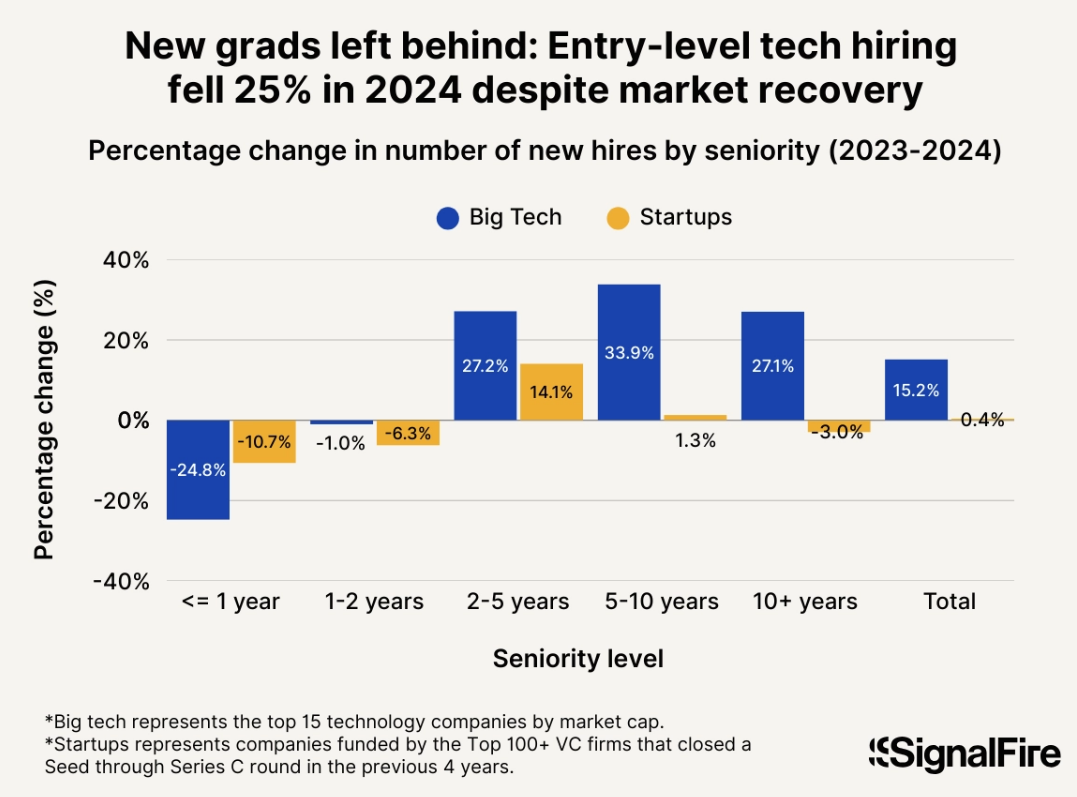 New grads left behind: Entry-level tech hiring
fell 25% in 2024 despite market recovery
Percentage change in number of new hires by seniority (2023-2024)
Big Tech
Startups
Percentage change (%)
40%
20%
0%
-20%
-40%
-24.8%
-10.7%
-1.0%
-6.3%
27.2%
14.1%
33.9%
1.3%
27.1%
-3.0%
15.2%
0.4%
<= 1 year
1-2 years
2-5 years
5-10 years
10+ years
Total
Seniority level
*Big tech represents the top 15 technology companies by market cap.
*Startups represents companies funded by the Top 100+ VC firms that closed a
Seed through Series C round in the previous 4 years.
SignalFire